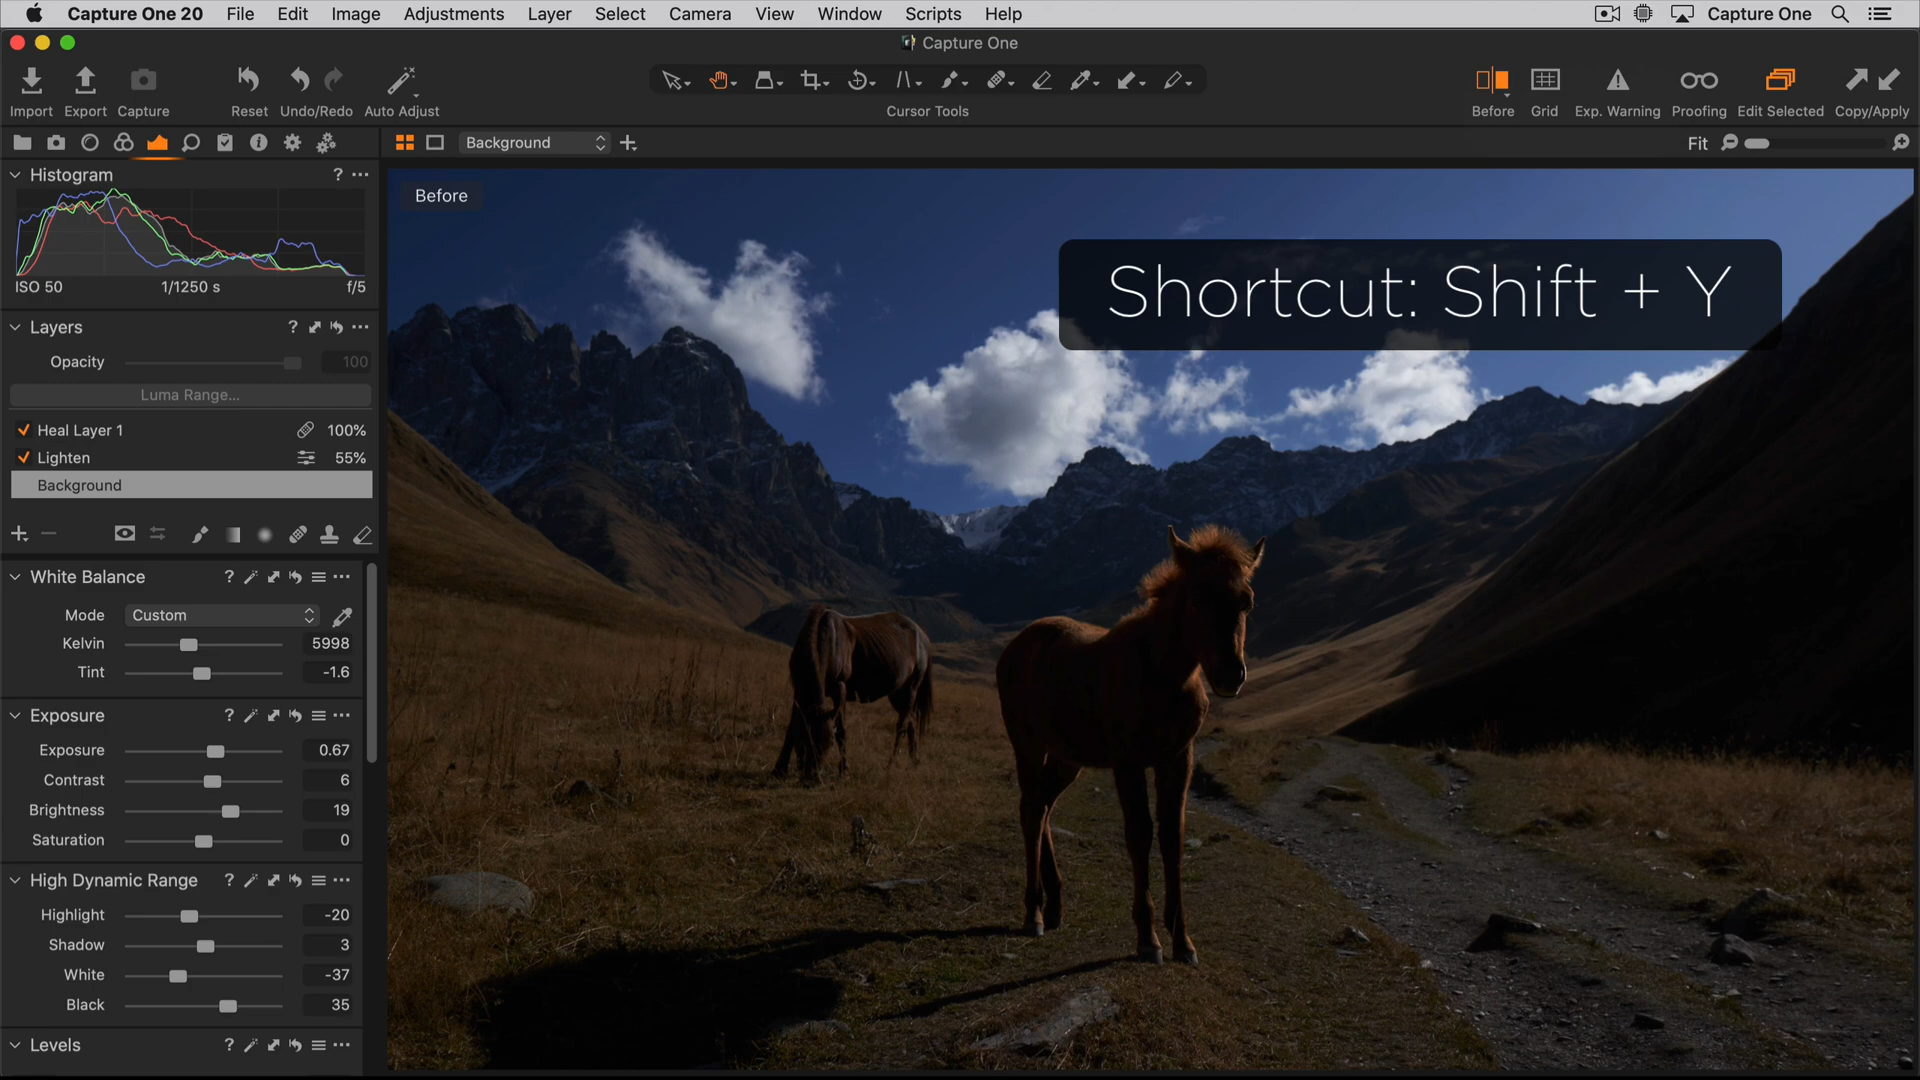 Capture One 20 File Edit Image Adjustments Layer Select Camera View Window Scripts Help Capture One
Capture One
Import Export Capture Reset Undo/Redo Auto Adjust Cursor Tools Before Grid Exp. Warning Proofing Edit Selected Copy/Apply
Background Fit
Histogram ?
ISO 50 1/1250 s f/5
Layers ?
Opacity 100
Luma Range...
Heal Layer 1 100%
Lighten 55%
Background
White Balance ?
Mode Custom
Kelvin 5998
Tint -1.6
Exposure ?
Exposure 0.67
Contrast 6
Brightness 19
Saturation 0
High Dynamic Range ?
Highlight -20
Shadow 3
White -37
Black 35
Levels ?
Before
Shortcut: Shift + Y